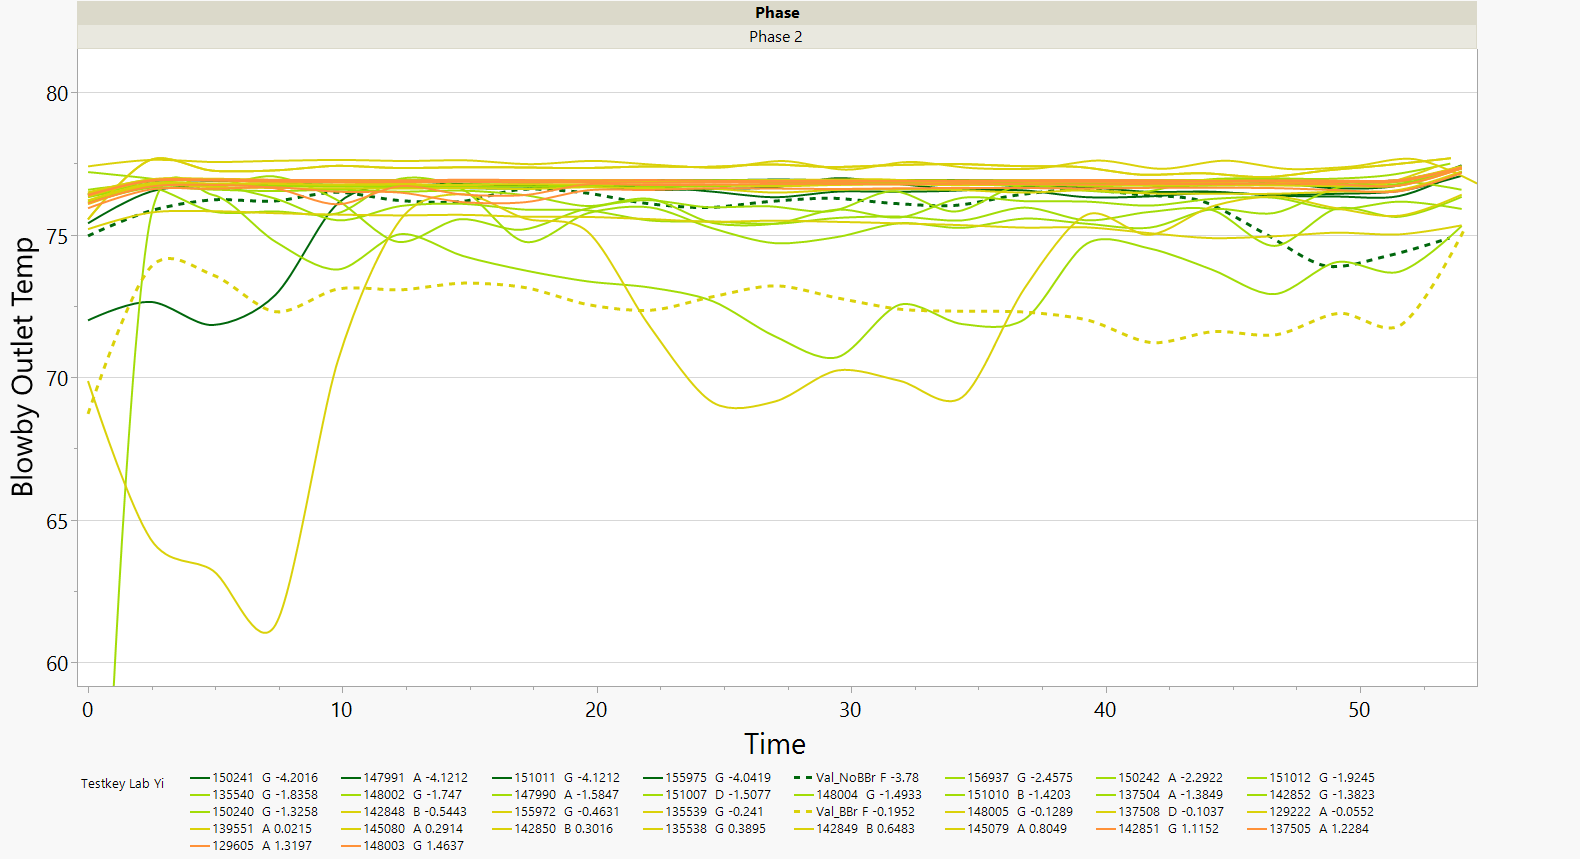 Phase
Phase 2
80
75
70
65
60
Blowby Outlet Temp
0 10 20 30 40 50
Time
Testkey Lab Yi
150241 G -4.2016 147991 A -4.1212 151011 G -4.1212 155975 G -4.0419 Val_NoBBr F -3.78 156937 G -2.4575 150242 A -2.2922 151012 G -1.9245
135540 G -1.8358 148002 G -1.747 147990 A -1.5847 151007 D -1.5077 148004 G -1.4933 151010 B -1.4203 137504 A -1.3849 142852 G -1.3823
150240 G -1.3258 142848 B -0.5443 155972 G -0.4631 135539 G -0.241 Val_BBr F -0.1952 148005 G -0.1289 137508 D -0.1037 129222 A -0.0552
139551 A 0.0215 145080 A 0.2914 142850 B 0.3016 135538 G 0.3895 142849 B 0.6483 145079 A 0.8049 142851 G 1.1152 137505 A 1.2284
129605 A 1.3197 148003 G 1.4637